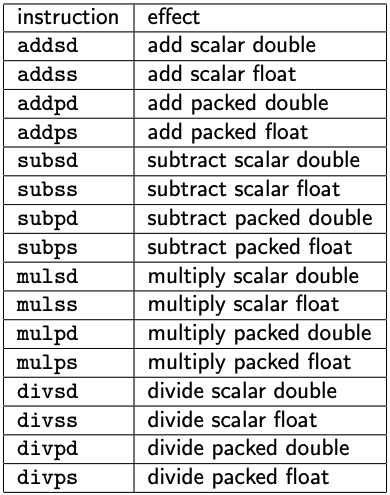 instruction effect
addsd add scalar double
addss add scalar float
addpd add packed double
addps add packed float
subsd subtract scalar double
subss subtract scalar float
subpd subtract packed double
subps subtract packed float
mulsd multiply scalar double
mulss multiply scalar float
mulpd multiply packed double
mulps multiply packed float
divsd divide scalar double
divss divide scalar float
divpd divide packed double
divps divide packed float